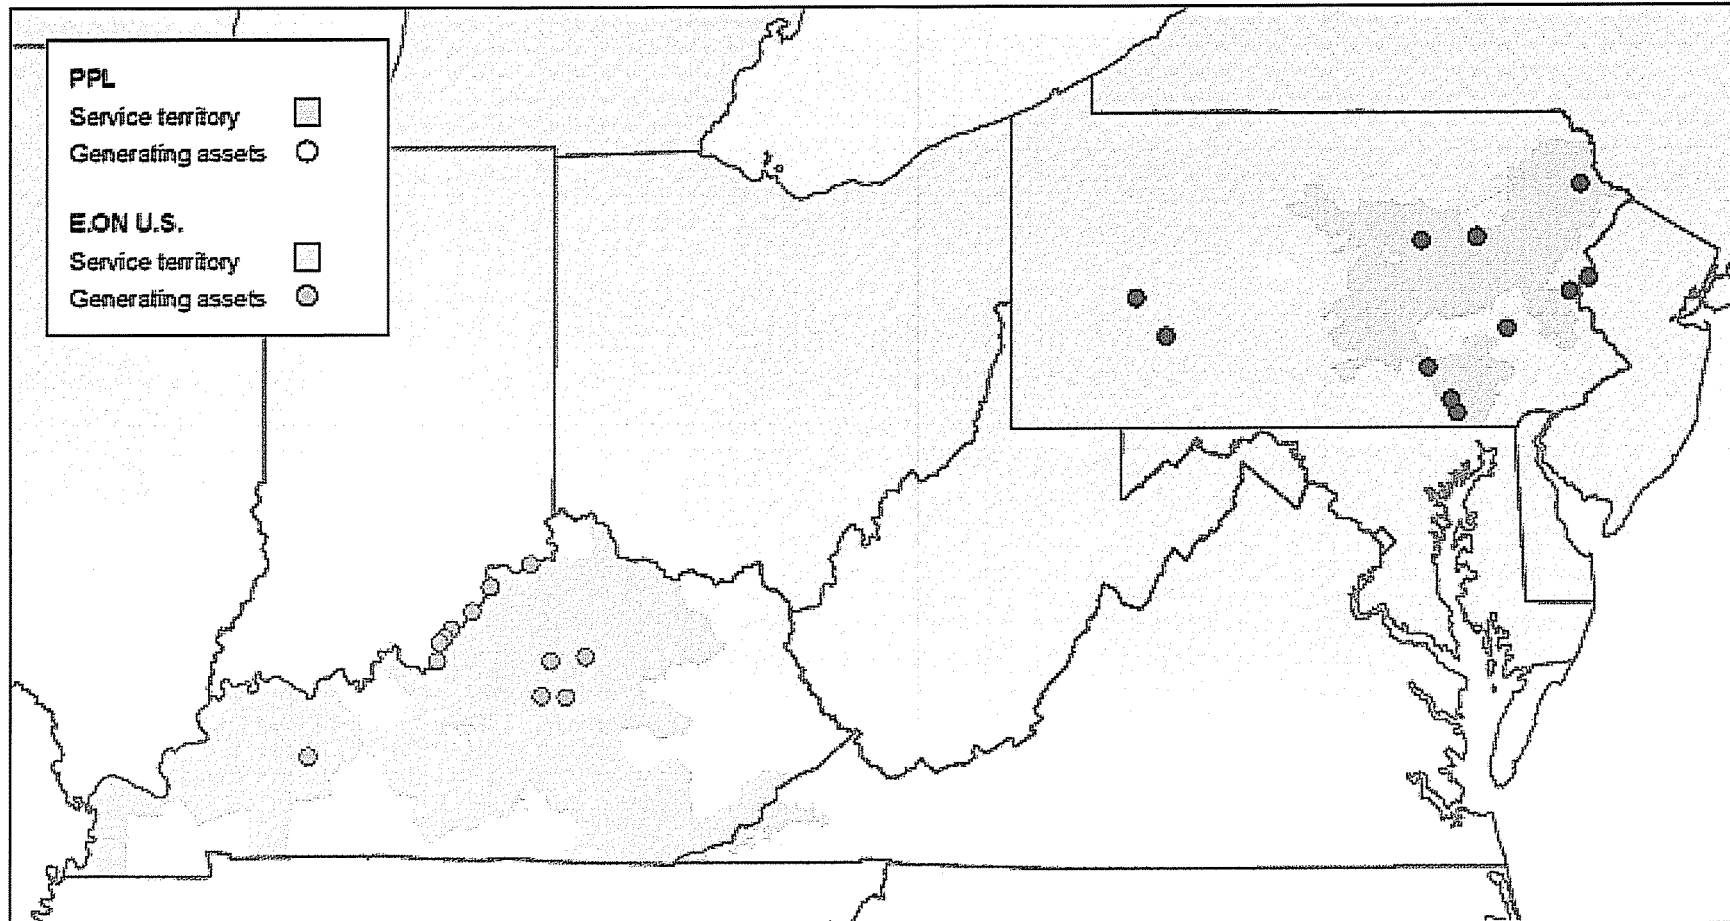 PPL
Service territory
Generating assets
E.ON U.S.
Service territory
Generating assets